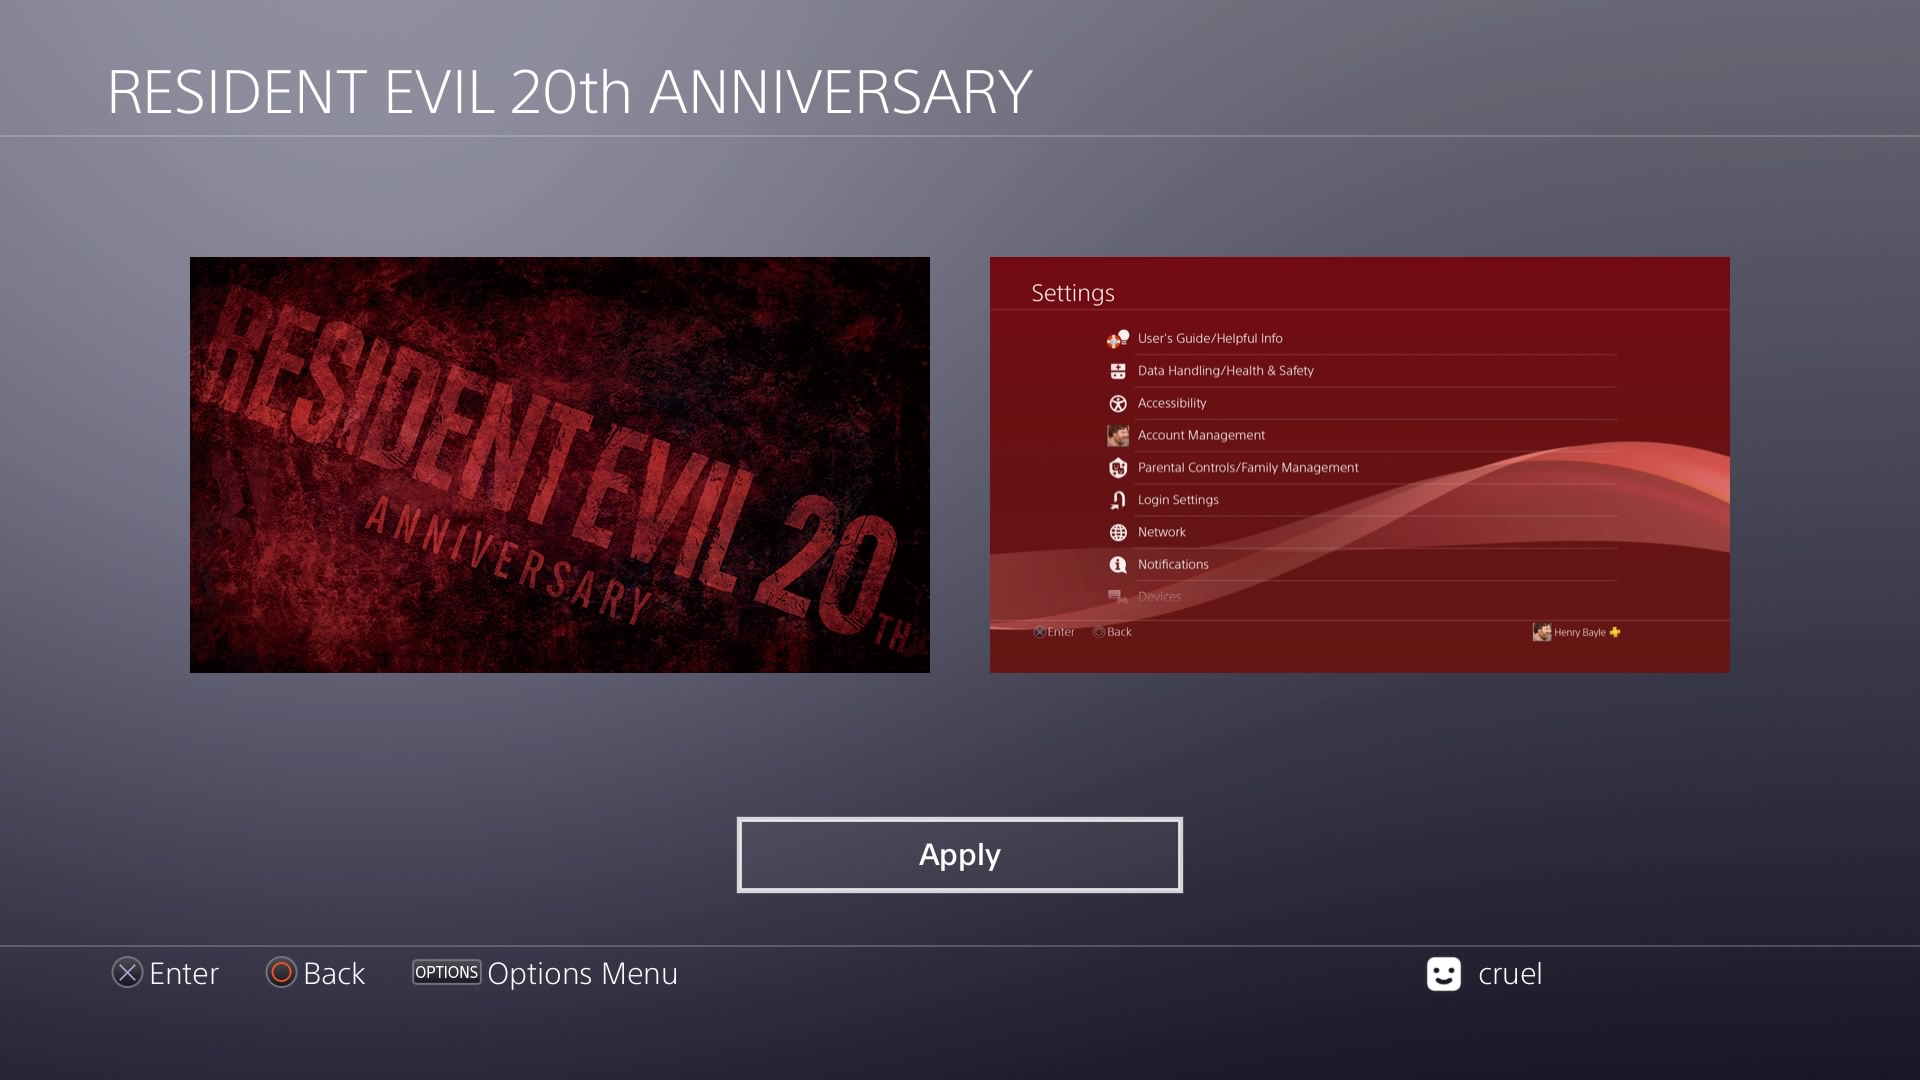 RESIDENT EVIL 20th ANNIVERSARY
RESIDENT EVIL 20TH
ANNIVERSARY
Settings
User's Guide/Helpful Info
Data Handling/Health & Safety
Accessibility
Account Management
Parental Controls/Family Management
Login Settings
Network
Notifications
Devices
Enter Back Henry Bayle
Apply
Enter Back OPTIONS Options Menu cruel